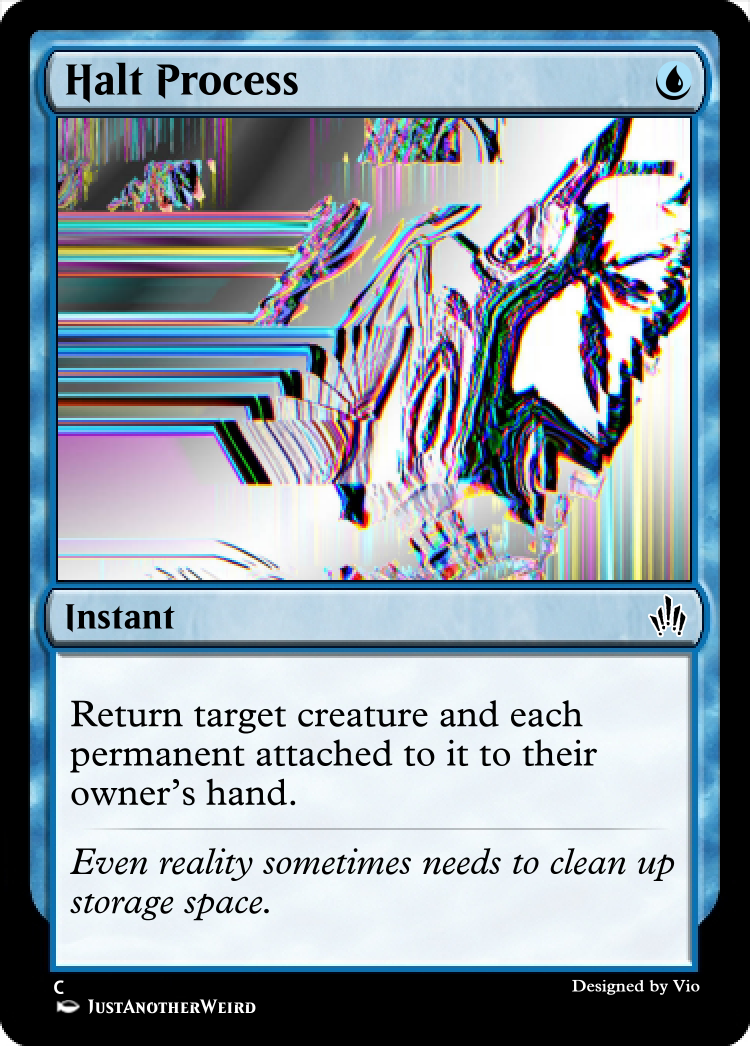 Halt Process
Instant
Return target creature and each
permanent attached to it to their
owner's hand.
Even reality sometimes needs to clean up
storage space.
C
Designed by Vio
JustAnotherWeird